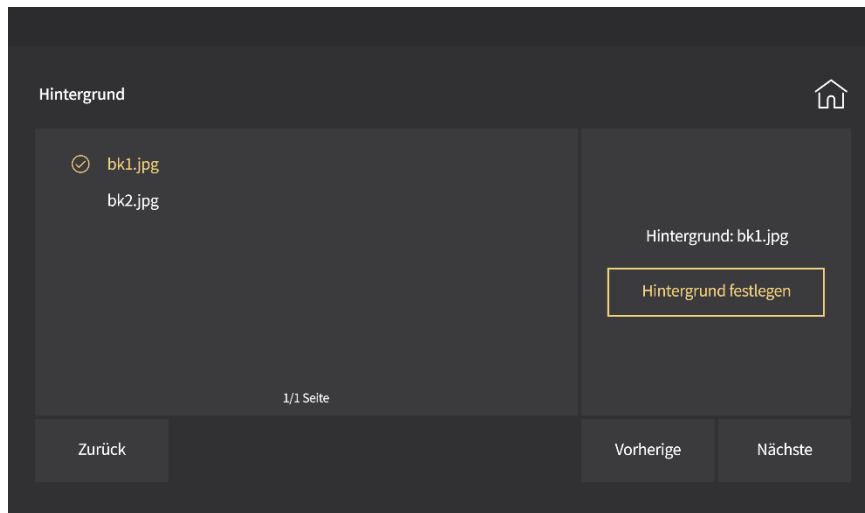 Hintergrund
bk1.jpg
bk2.jpg
Hintergrund: bk1.jpg
Hintergrund festlegen
1/1 Seite
Zurück
Vorherige
Nächste